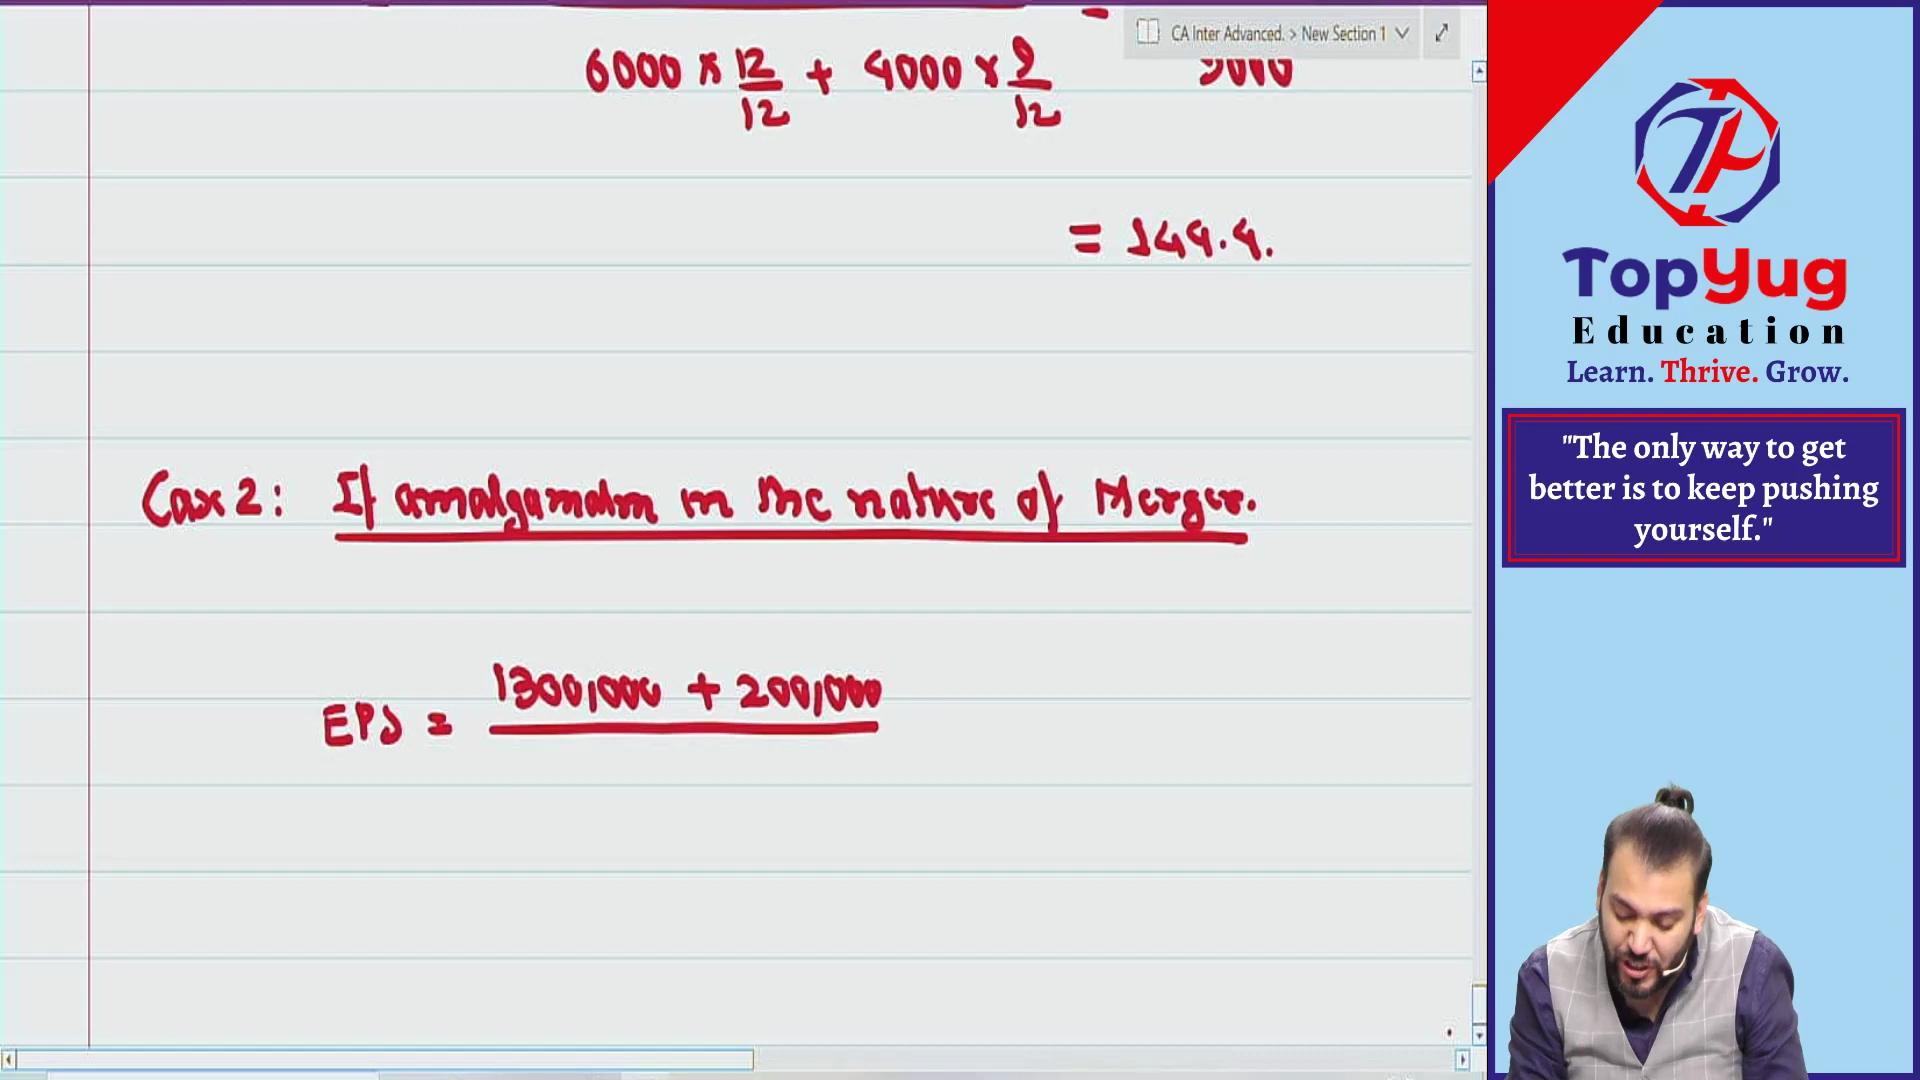 CA Inter Advanced. > New Section 1
6000 × 12/12 + 4000 × 9/12 9000
= 144.4.
Case 2: If amalgamation in the nature of Merger.
EPS = 1300,000 + 200,000
TopYug
Education
Learn. Thrive. Grow.
"The only way to get
better is to keep pushing
yourself."